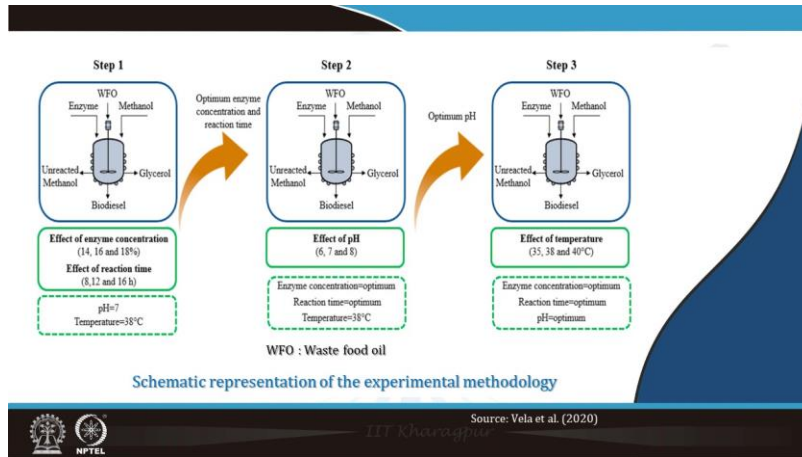 Step 1
WFO
Enzyme
Methanol
Unreacted
Methanol
Glycerol
Biodiesel
Effect of enzyme concentration
(14, 16 and 18%)
Effect of reaction time
(8,12 and 16 h)
pH=7
Temperature=38°C
Optimum enzyme
concentration and
reaction time
Step 2
WFO
Enzyme
Methanol
Unreacted
Methanol
Glycerol
Biodiesel
Effect of pH
(6, 7 and 8)
Enzyme concentration=optimum
Reaction time=optimum
Temperature=38°C
Optimum pH
Step 3
WFO
Enzyme
Methanol
Unreacted
Methanol
Glycerol
Biodiesel
Effect of temperature
(35, 38 and 40°C)
Enzyme concentration=optimum
Reaction time=optimum
pH=optimum
WFO : Waste food oil
Schematic representation of the experimental methodology
Source: Vela et al. (2020)
IIT Kharagpur
NPTEL